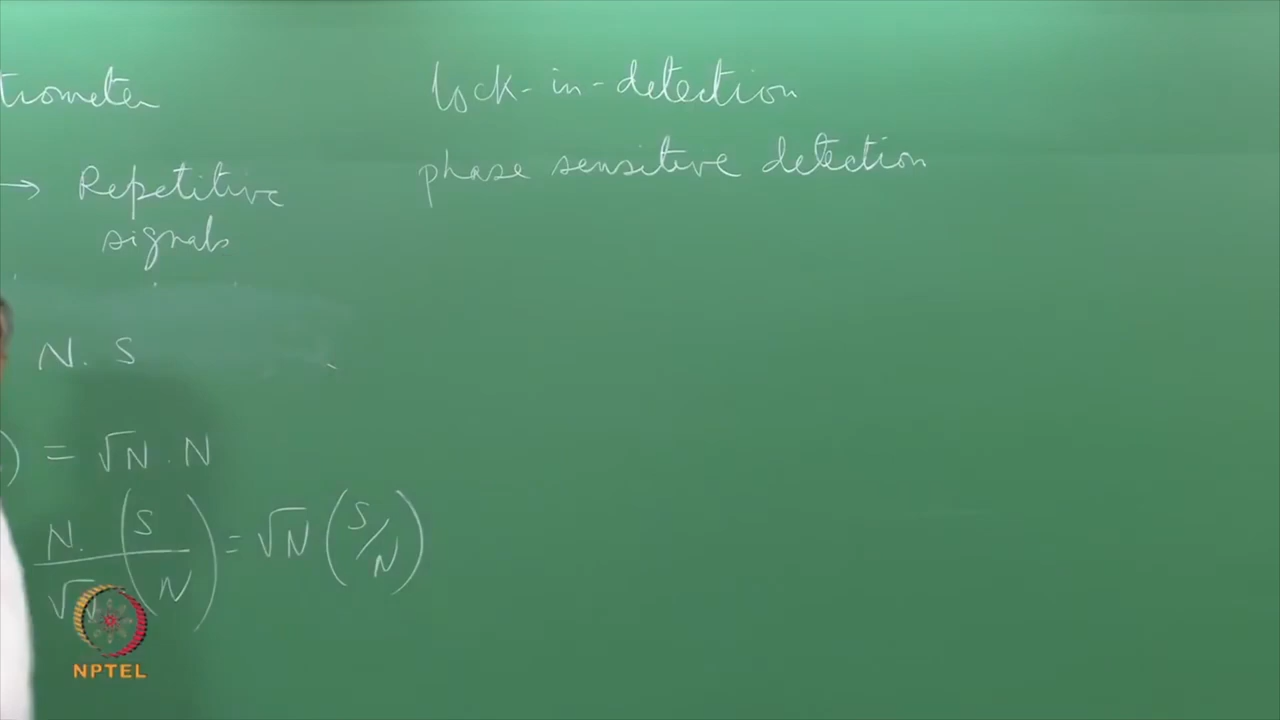 trometer
→ Repetitive
signals
N. S
) = √N . N
N. (S/N) / √N = √N (S/N)
lock-in-detection
phase sensitive detection
NPTEL